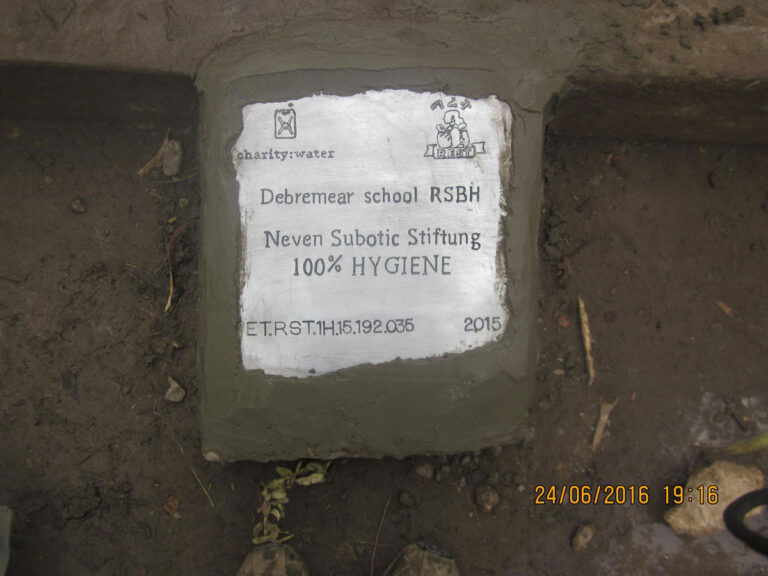 charity:water
REST
Debremear school RSBH
Neven Subotic Stiftung
100% HYGIENE
ET.RST.1H.15.192.035 2015
24/06/2016 19:16